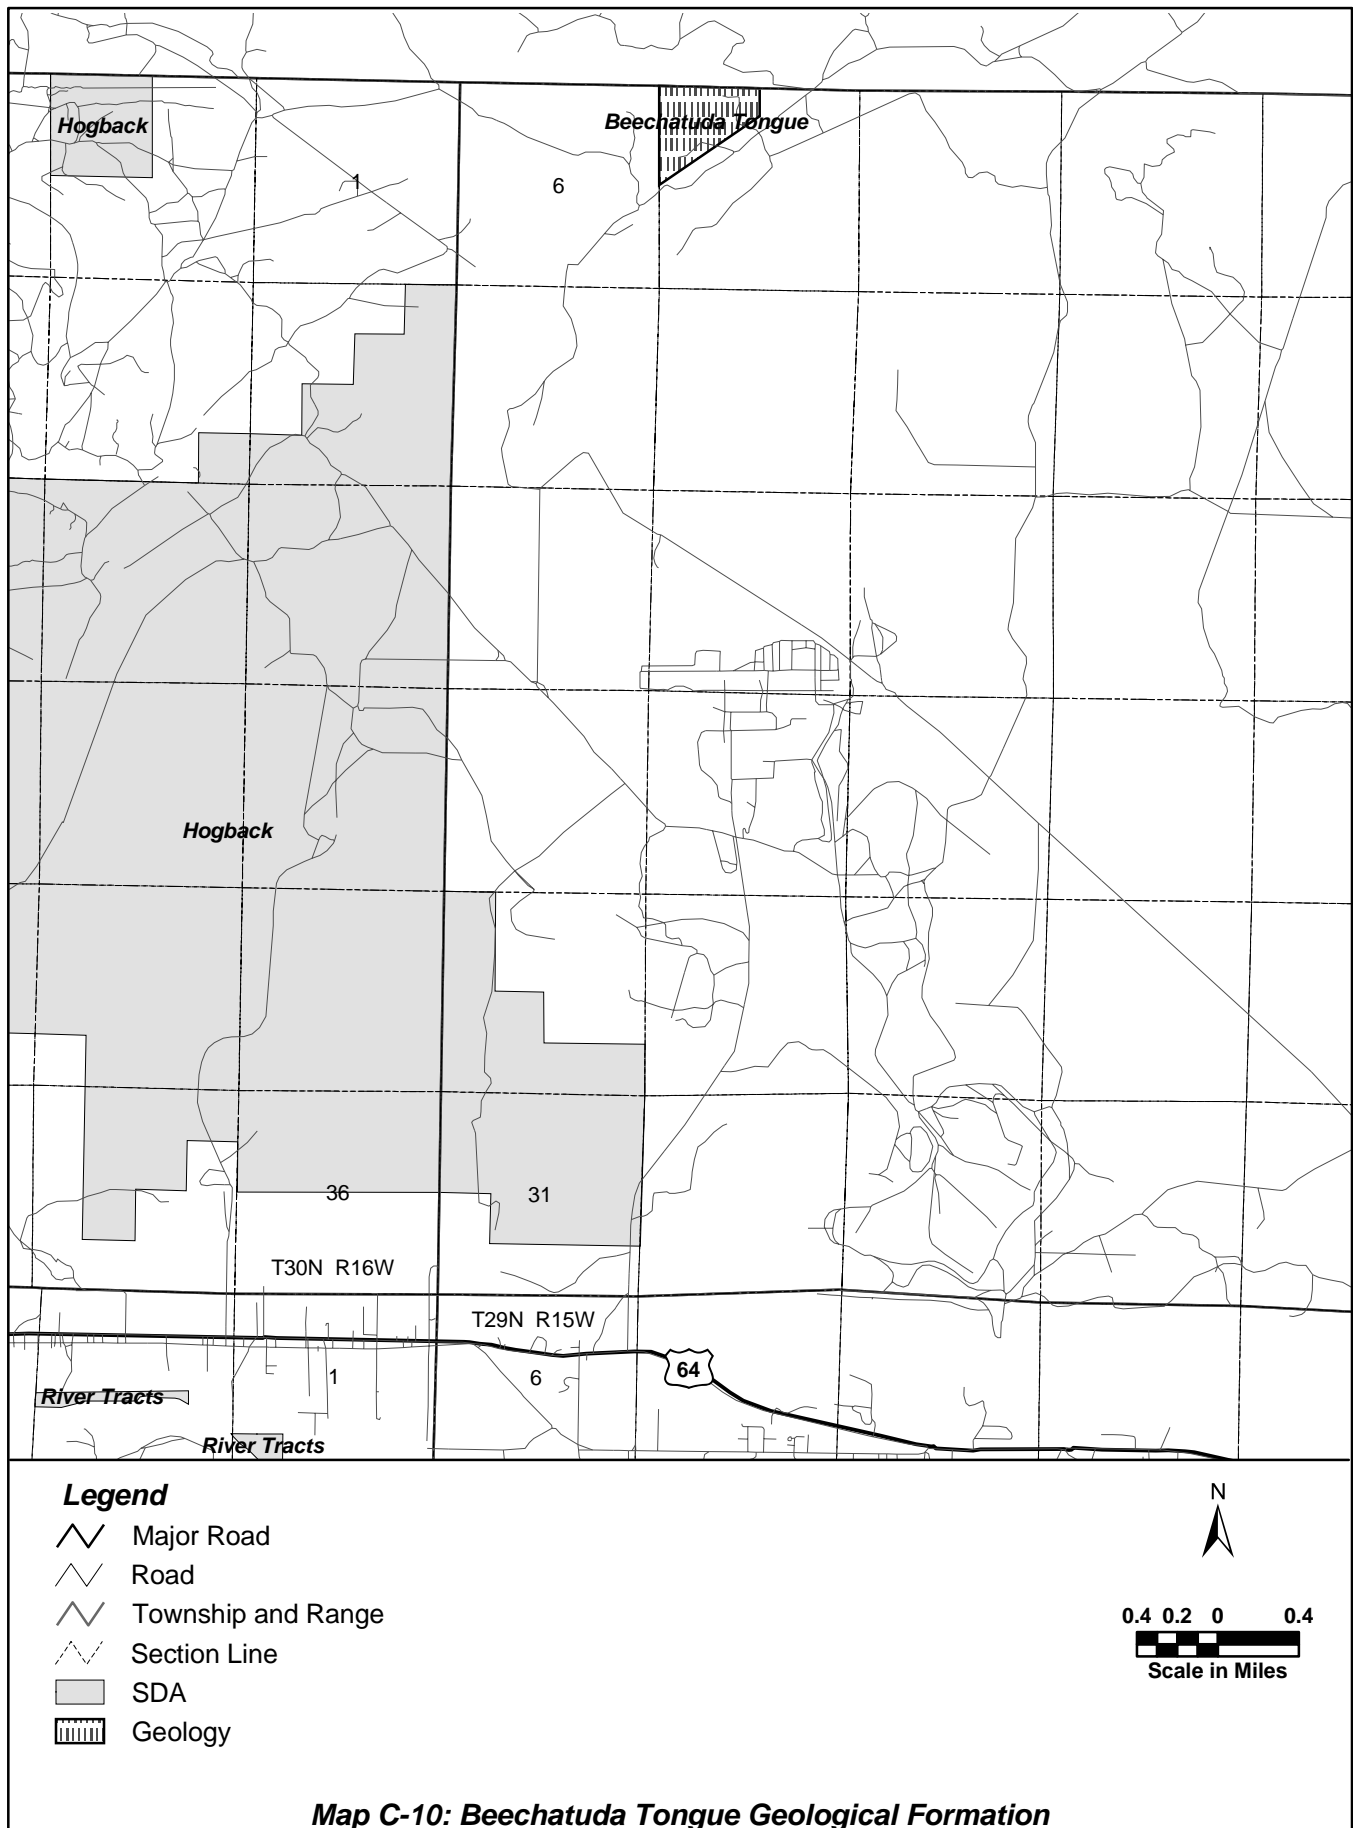 Hogback
Beechatuda Tongue
1
6
Hogback
36
31
T30N R16W
T29N R15W
64
1
6
River Tracts
River Tracts
Legend
Major Road
Road
Township and Range
Section Line
SDA
Geology
N
0.4 0.2 0 0.4
Scale in Miles
Map C-10: Beechatuda Tongue Geological Formation